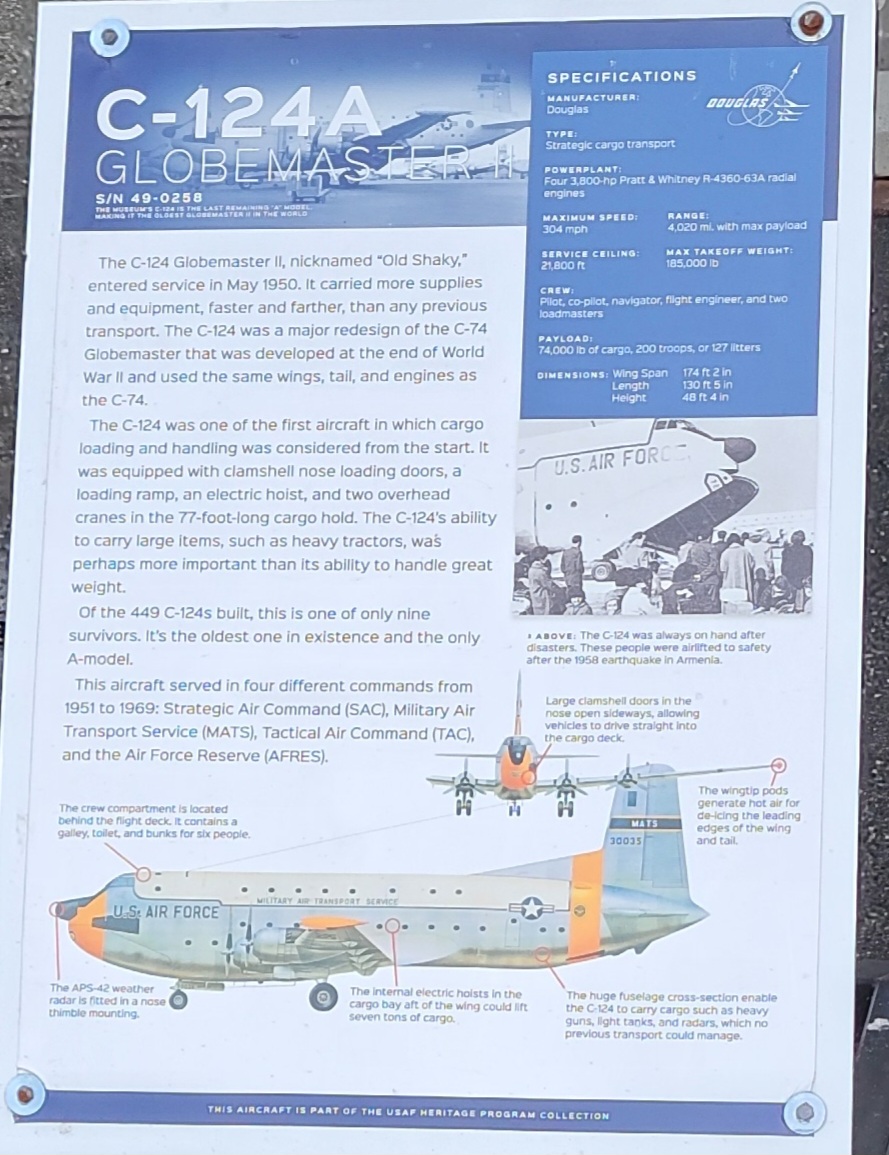 C-124A
GLOBEMASTER II
S/N 49-0258
THE MUSEUM'S C-124 IS THE LAST REMAINING "A" MODEL,
MAKING IT THE OLDEST GLOBEMASTER II IN THE WORLD
The C-124 Globemaster II, nicknamed "Old Shaky,"
entered service in May 1950. It carried more supplies
and equipment, faster and farther, than any previous
transport. The C-124 was a major redesign of the C-74
Globemaster that was developed at the end of World
War II and used the same wings, tail, and engines as
the C-74.
The C-124 was one of the first aircraft in which cargo
loading and handling was considered from the start. It
was equipped with clamshell nose loading doors, a
loading ramp, an electric hoist, and two overhead
cranes in the 77-foot-long cargo hold. The C-124's ability
to carry large items, such as heavy tractors, was
perhaps more important than its ability to handle great
weight.
Of the 449 C-124s built, this is one of only nine
survivors. It's the oldest one in existence and the only
A-model.
This aircraft served in four different commands from
1951 to 1969: Strategic Air Command (SAC), Military Air
Transport Service (MATS), Tactical Air Command (TAC),
and the Air Force Reserve (AFRES).
SPECIFICATIONS
DOUGLAS
MANUFACTURER:
Douglas
TYPE:
Strategic cargo transport
POWERPLANT:
Four 3,800-hp Pratt & Whitney R-4360-63A radial
engines
MAXIMUM SPEED:
304 mph
RANGE:
4,020 mi. with max payload
SERVICE CEILING:
21,800 ft
MAX TAKEOFF WEIGHT:
185,000 lb
CREW:
Pilot, co-pilot, navigator, flight engineer, and two
loadmasters
PAYLOAD:
74,000 lb of cargo, 200 troops, or 127 litters
DIMENSIONS: Wing Span 174 ft 2 in
Length 130 ft 5 in
Height 48 ft 4 in
U.S. AIR FORCE
ABOVE: The C-124 was always on hand after
disasters. These people were airlifted to safety
after the 1958 earthquake in Armenia.
Large clamshell doors in the
nose open sideways, allowing
vehicles to drive straight into
the cargo deck.
The wingtip pods
generate hot air for
de-icing the leading
edges of the wing
and tail.
The crew compartment is located
behind the flight deck. It contains a
galley, toilet, and bunks for six people.
MATS
30035
MILITARY AIR TRANSPORT SERVICE
U.S. AIR FORCE
The APS-42 weather
radar is fitted in a nose
thimble mounting.
The internal electric hoists in the
cargo bay aft of the wing could lift
seven tons of cargo.
The huge fuselage cross-section enable
the C-124 to carry cargo such as heavy
guns, light tanks, and radars, which no
previous transport could manage.
THIS AIRCRAFT IS PART OF THE USAF HERITAGE PROGRAM COLLECTION